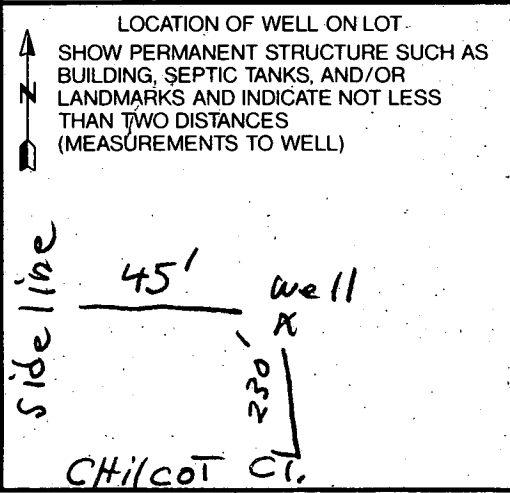 LOCATION OF WELL ON LOT
SHOW PERMANENT STRUCTURE SUCH AS
BUILDING, SEPTIC TANKS, AND/OR
N
LANDMARKS AND INDICATE NOT LESS
THAN TWO DISTANCES
(MEASUREMENTS TO WELL)
side line
45'
well
X
230'
CHilcoT CT.